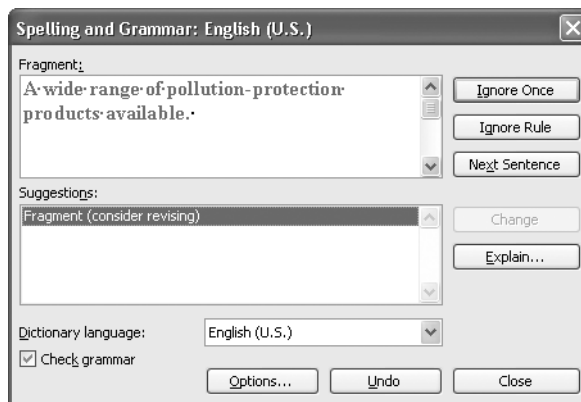 Spelling and Grammar: English (U.S.)
Fragment:
A wide range of pollution-protection
products available.
Ignore Once
Ignore Rule
Next Sentence
Suggestions:
Fragment (consider revising)
Change
Explain...
Dictionary language:
English (U.S.)
Check grammar
Options...
Undo
Close